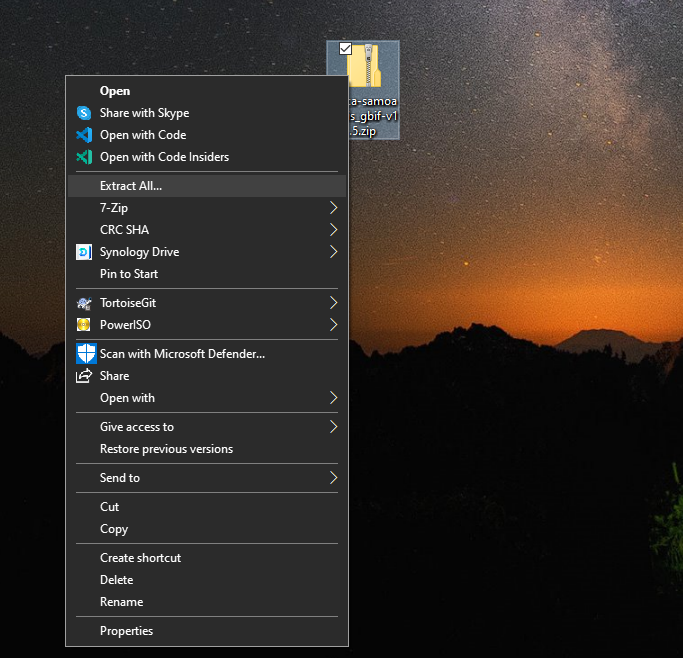 Open
Share with Skype
Open with Code
Open with Code Insiders
Extract All...
7-Zip
CRC SHA
Synology Drive
Pin to Start
TortoiseGit
PowerISO
Scan with Microsoft Defender...
Share
Open with
Give access to
Restore previous versions
Send to
Cut
Copy
Create shortcut
Delete
Rename
Properties
ca-samoa
s_gbif-v1
.5.zip